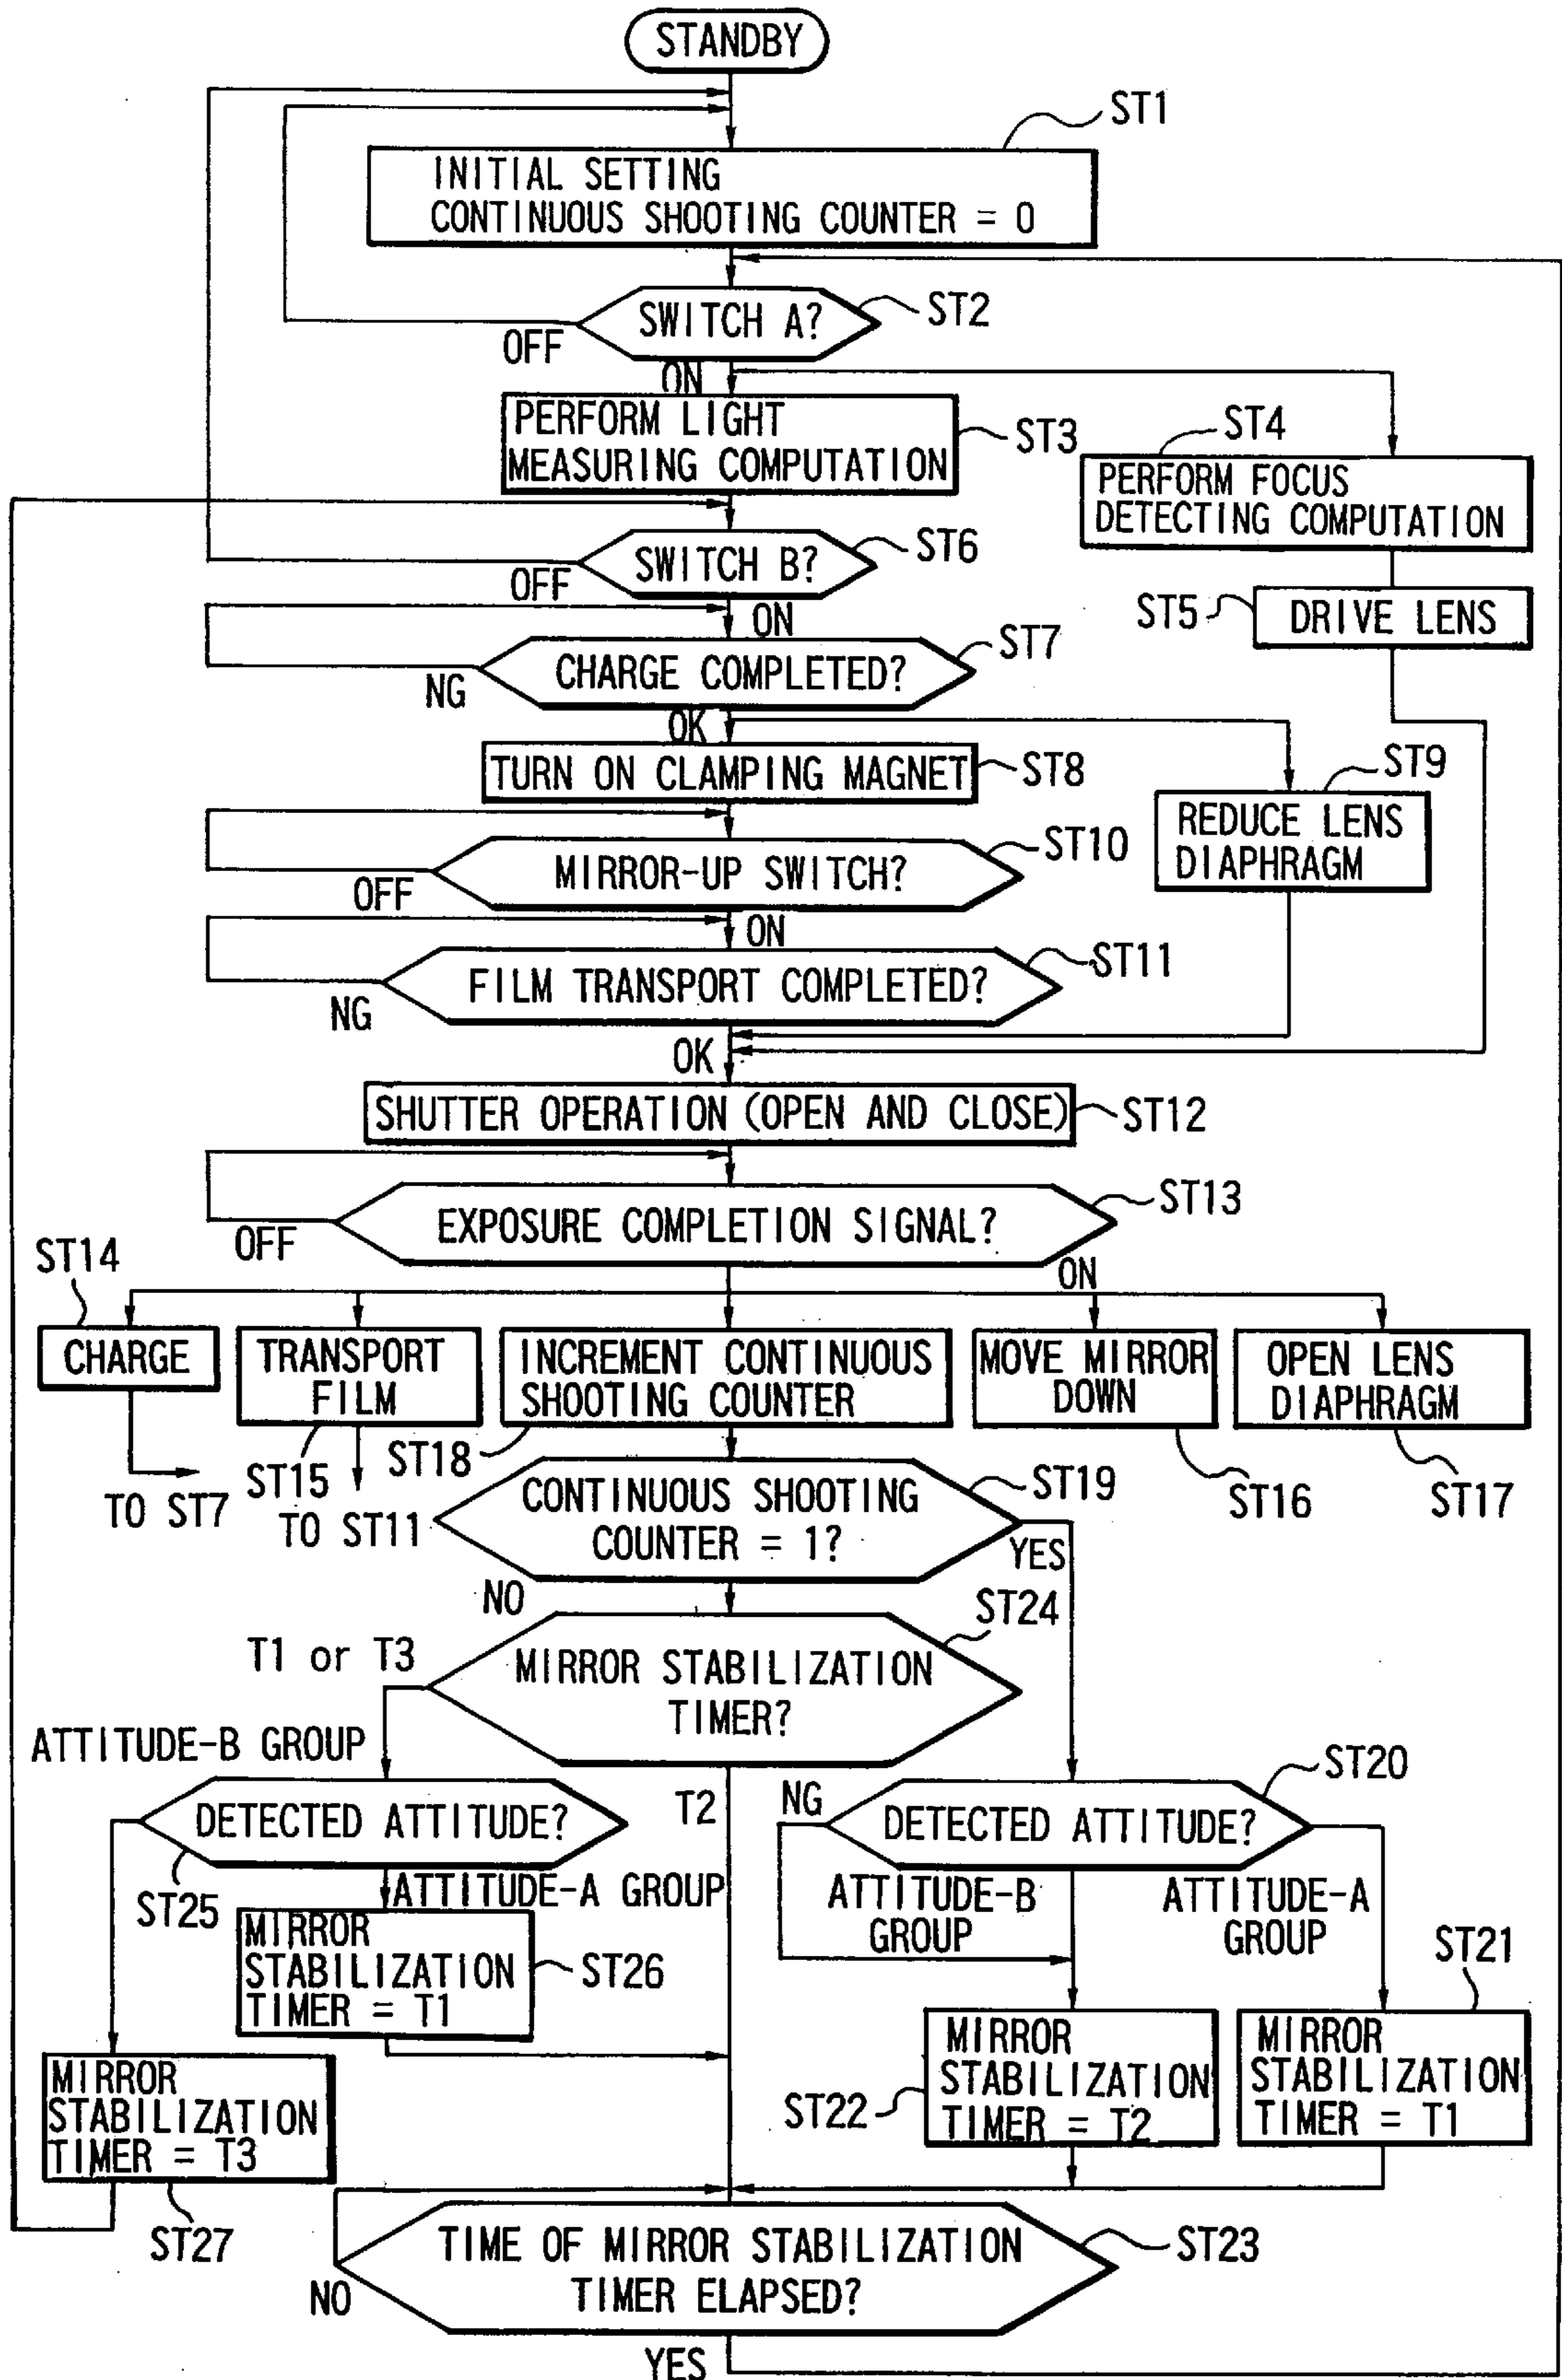 STANDBY
ST1
INITIAL SETTING
CONTINUOUS SHOOTING COUNTER = 0
SWITCH A?
ST2
OFF
ON
PERFORM LIGHT
MEASURING COMPUTATION
ST3
ST4
PERFORM FOCUS
DETECTING COMPUTATION
SWITCH B?
ST6
OFF
ON
ST5
DRIVE LENS
CHARGE COMPLETED?
ST7
NG
OK
TURN ON CLAMPING MAGNET
ST8
ST9
REDUCE LENS
DIAPHRAGM
MIRROR-UP SWITCH?
ST10
OFF
ON
FILM TRANSPORT COMPLETED?
ST11
NG
OK
SHUTTER OPERATION (OPEN AND CLOSE)
ST12
EXPOSURE COMPLETION SIGNAL?
ST13
OFF
ON
ST14
CHARGE
TO ST7
TRANSPORT
FILM
ST15
TO ST11
INCREMENT CONTINUOUS
SHOOTING COUNTER
ST18
MOVE MIRROR
DOWN
ST16
OPEN LENS
DIAPHRAGM
ST17
CONTINUOUS SHOOTING
COUNTER = 1?
ST19
YES
NO
ST24
T1 or T3
MIRROR STABILIZATION
TIMER?
T2
ATTITUDE-B GROUP
DETECTED ATTITUDE?
ST25
ATTITUDE-A GROUP
MIRROR
STABILIZATION
TIMER = T1
ST26
NG
DETECTED ATTITUDE?
ST20
ATTITUDE-B
GROUP
ATTITUDE-A
GROUP
ST21
MIRROR
STABILIZATION
TIMER = T3
ST27
ST22
MIRROR
STABILIZATION
TIMER = T2
MIRROR
STABILIZATION
TIMER = T1
TIME OF MIRROR STABILIZATION
TIMER ELAPSED?
ST23
NO
YES